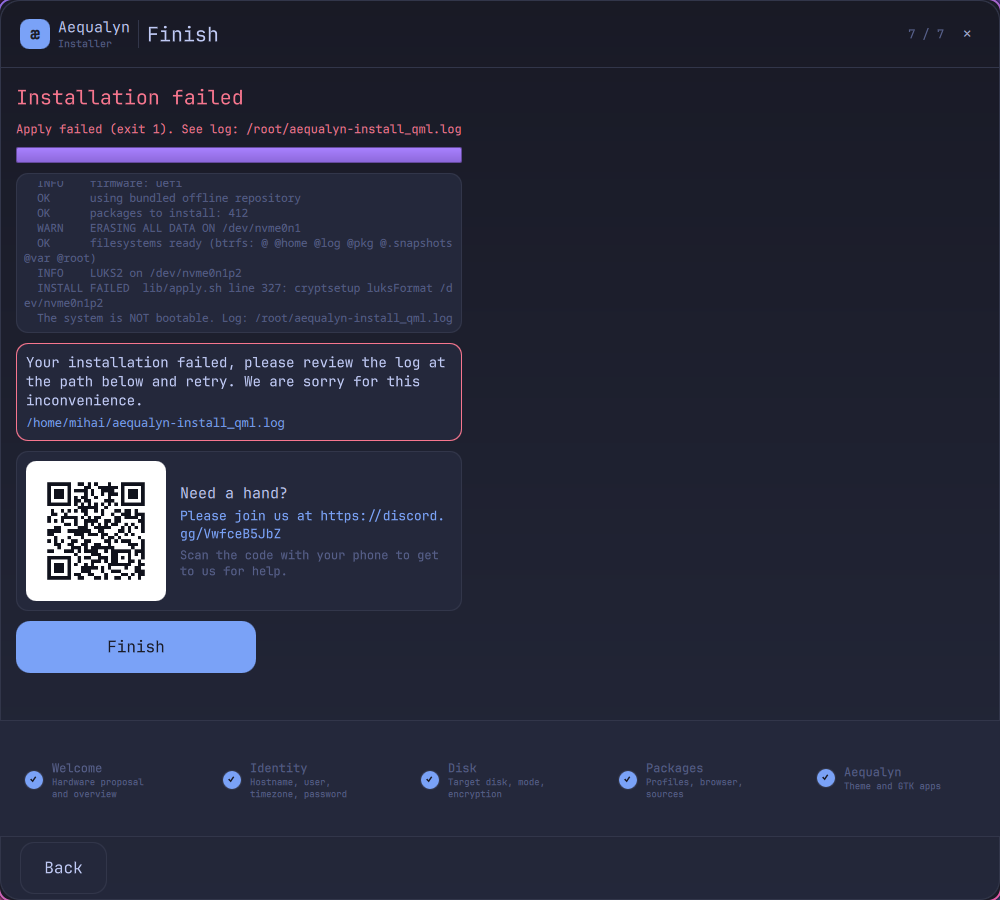 æ
Aequalyn
Installer
Finish
7 / 7
×
Installation failed
Apply failed (exit 1). See log: /root/aequalyn-install_qml.log
INFO firmware: uefi
OK using bundled offline repository
OK packages to install: 412
WARN ERASING ALL DATA ON /dev/nvme0n1
OK filesystems ready (btrfs: @ @home @log @pkg @.snapshots
@var @root)
INFO LUKS2 on /dev/nvme0n1p2
INSTALL FAILED lib/apply.sh line 327: cryptsetup luksFormat /d
ev/nvme0n1p2
The system is NOT bootable. Log: /root/aequalyn-install_qml.log
Your installation failed, please review the log at
the path below and retry. We are sorry for this
inconvenience.
/home/mihai/aequalyn-install_qml.log
Need a hand?
Please join us at https://discord.
gg/VwfceB5JbZ
Scan the code with your phone to get
to us for help.
Finish
Welcome
Hardware proposal
and overview
Identity
Hostname, user,
timezone, password
Disk
Target disk, mode,
encryption
Packages
Profiles, browser,
sources
Aequalyn
Theme and GTK apps
Back